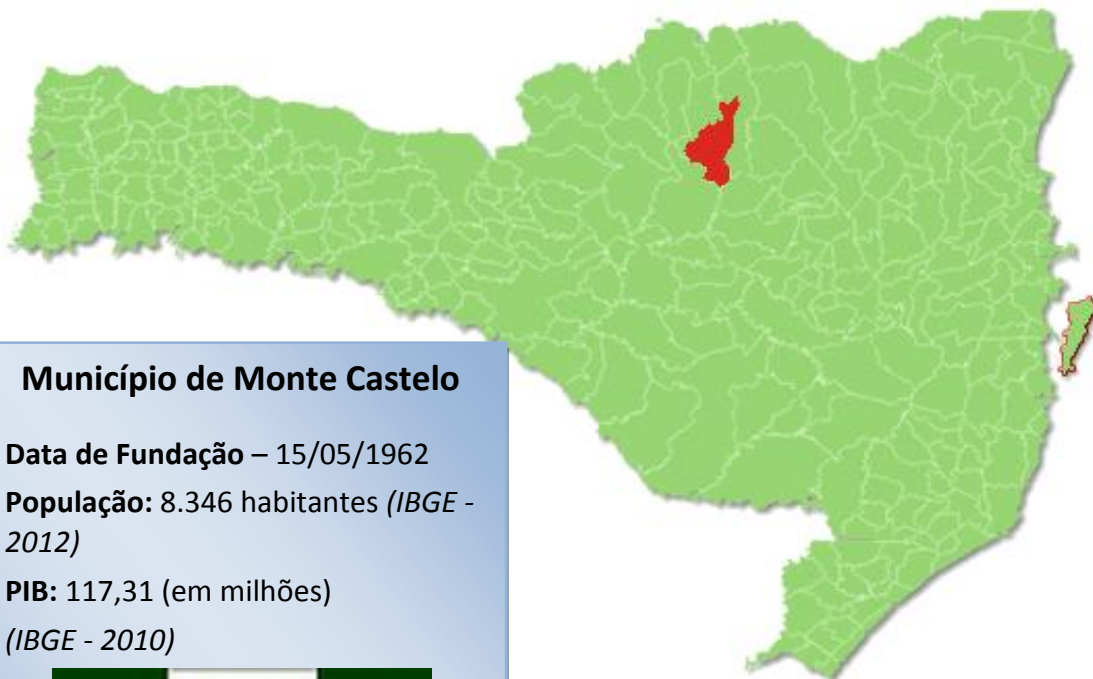 Município de Monte Castelo
Data de Fundação – 15/05/1962
População: 8.346 habitantes (IBGE -
2012)
PIB: 117,31 (em milhões)
(IBGE - 2010)